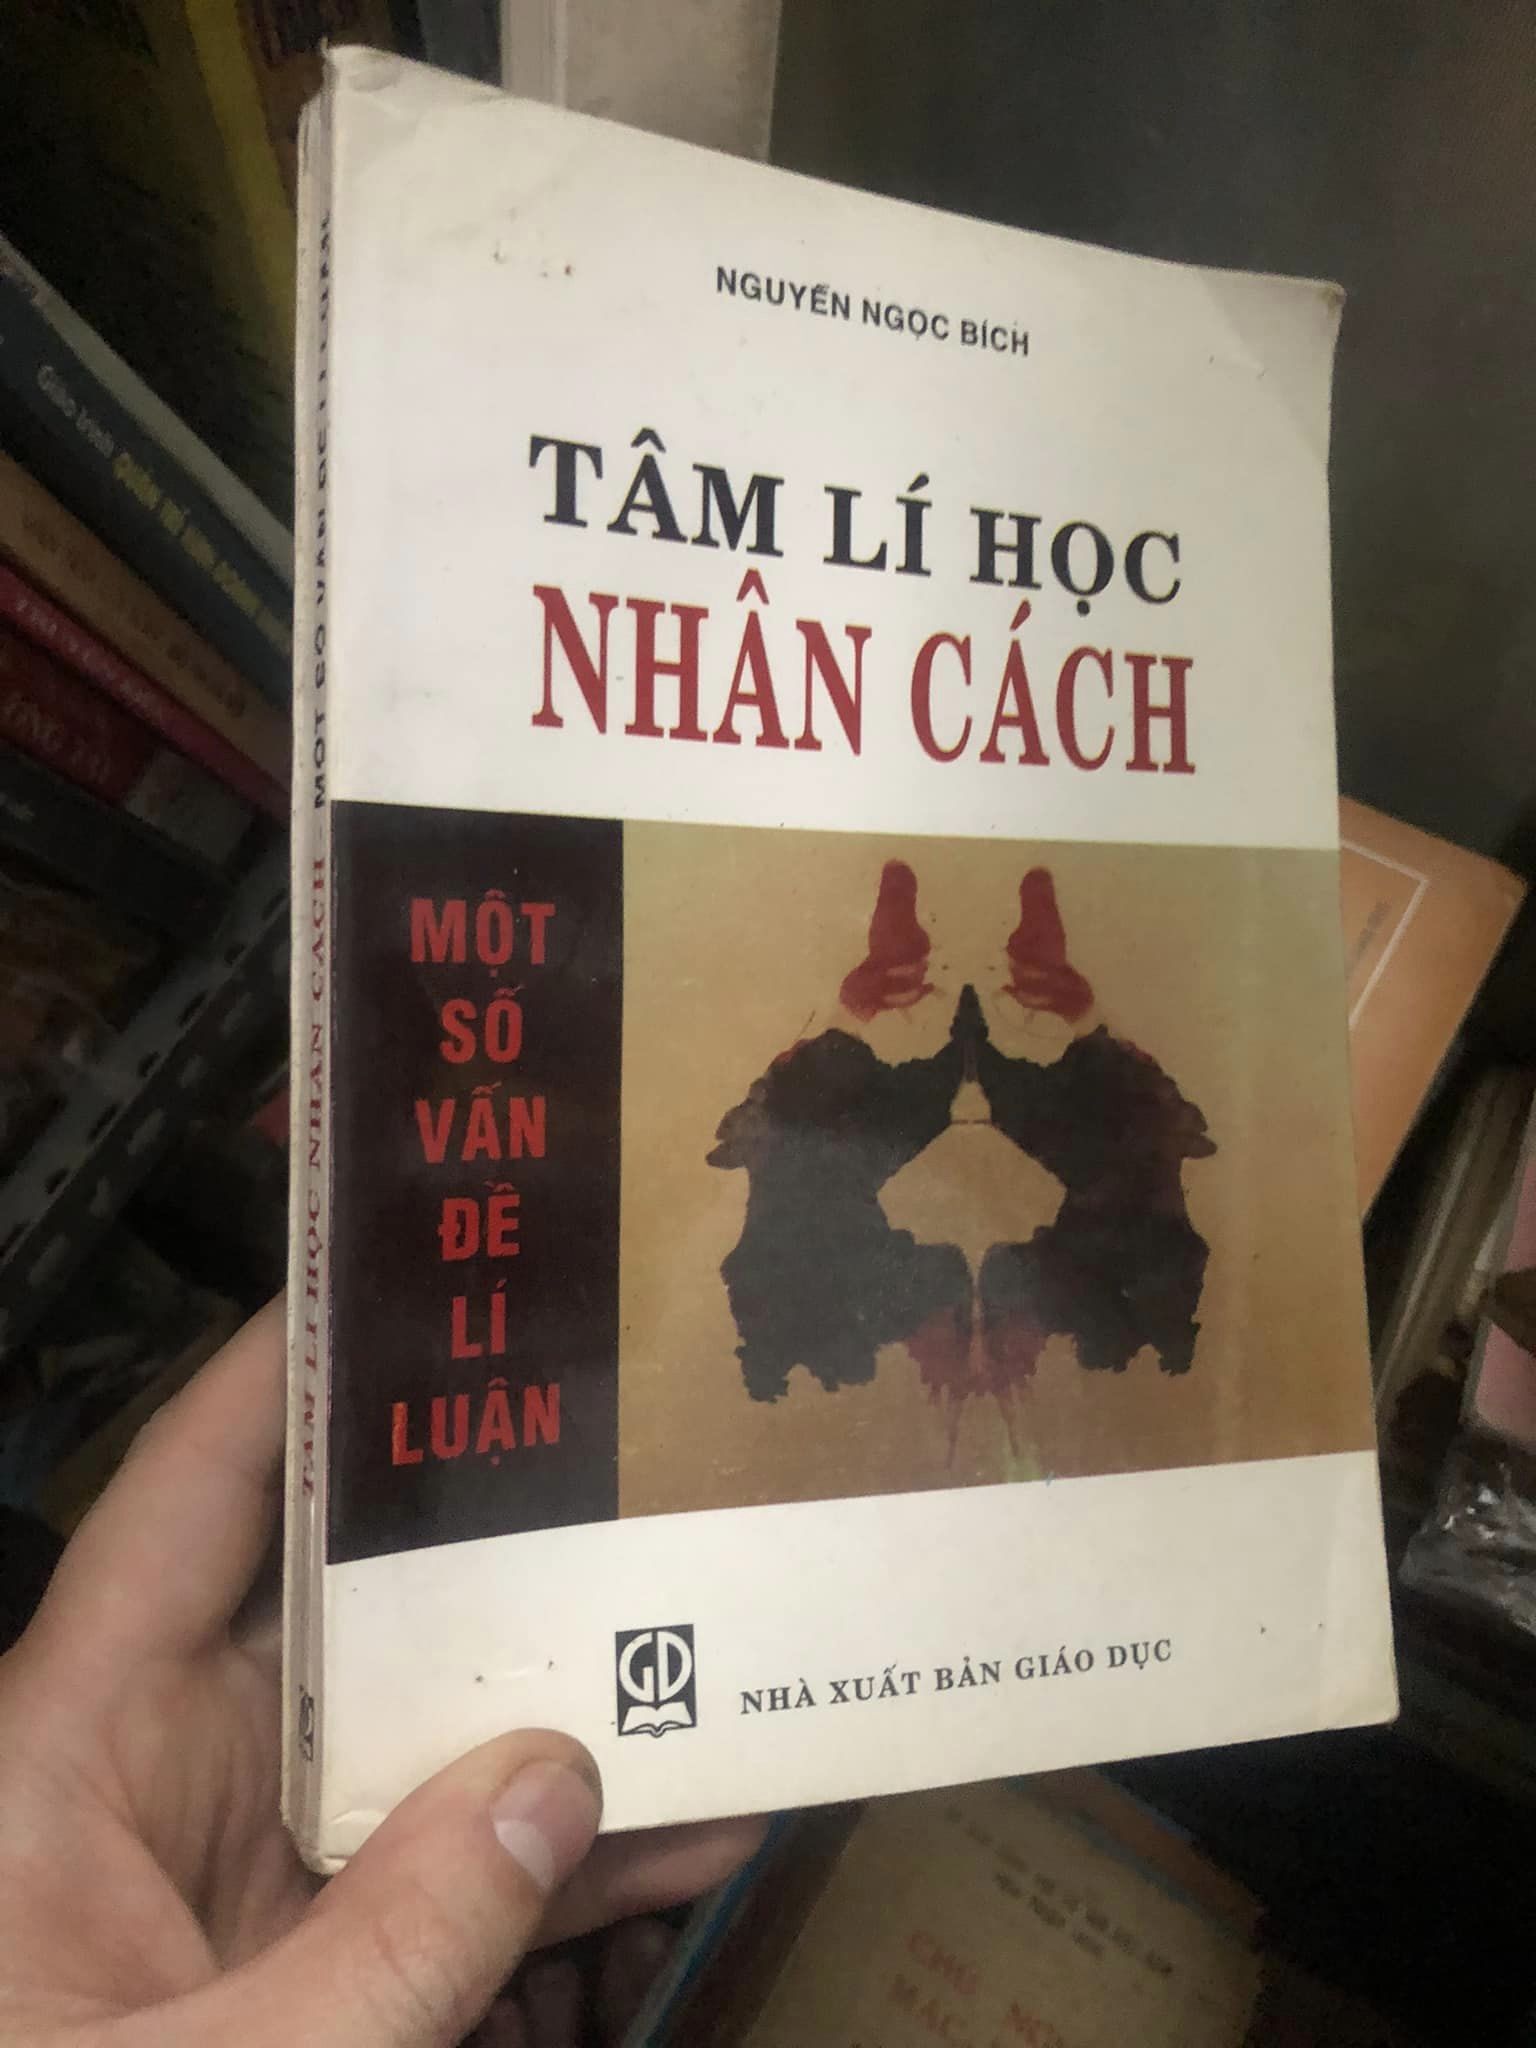 NGUYỄN NGỌC BÍCH
TÂM LÍ HỌC
NHÂN CÁCH
MỘT
SỐ
VẤN
ĐỀ
LÍ
LUẬN
GD
NHÀ XUẤT BẢN GIÁO DỤC
TÂM LÍ HỌC NHÂN CÁCH - MỘT SỐ VẤN ĐỀ LÍ LUẬN